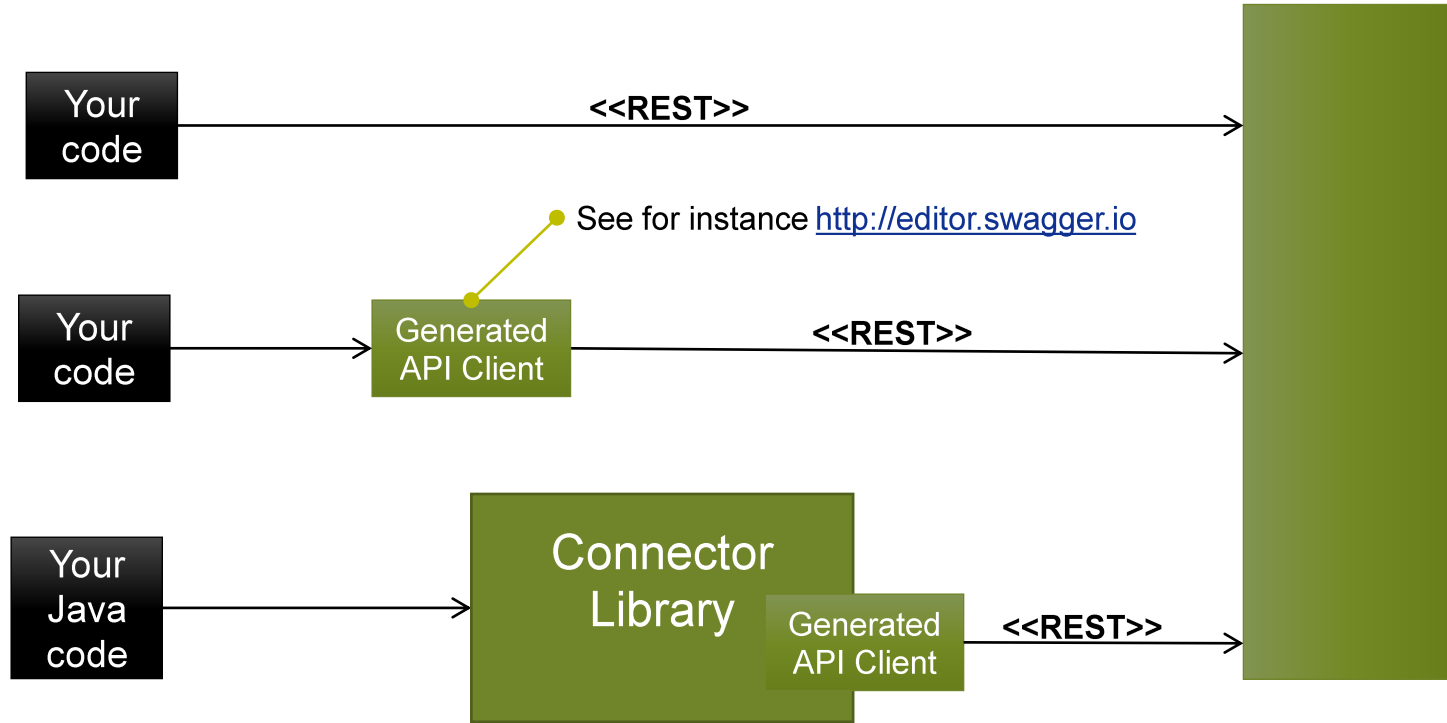 Your
code
<<REST>>
See for instance http://editor.swagger.io
Your
code
Generated
API Client
<<REST>>
Your
Java
code
Connector
Library
Generated
API Client
<<REST>>